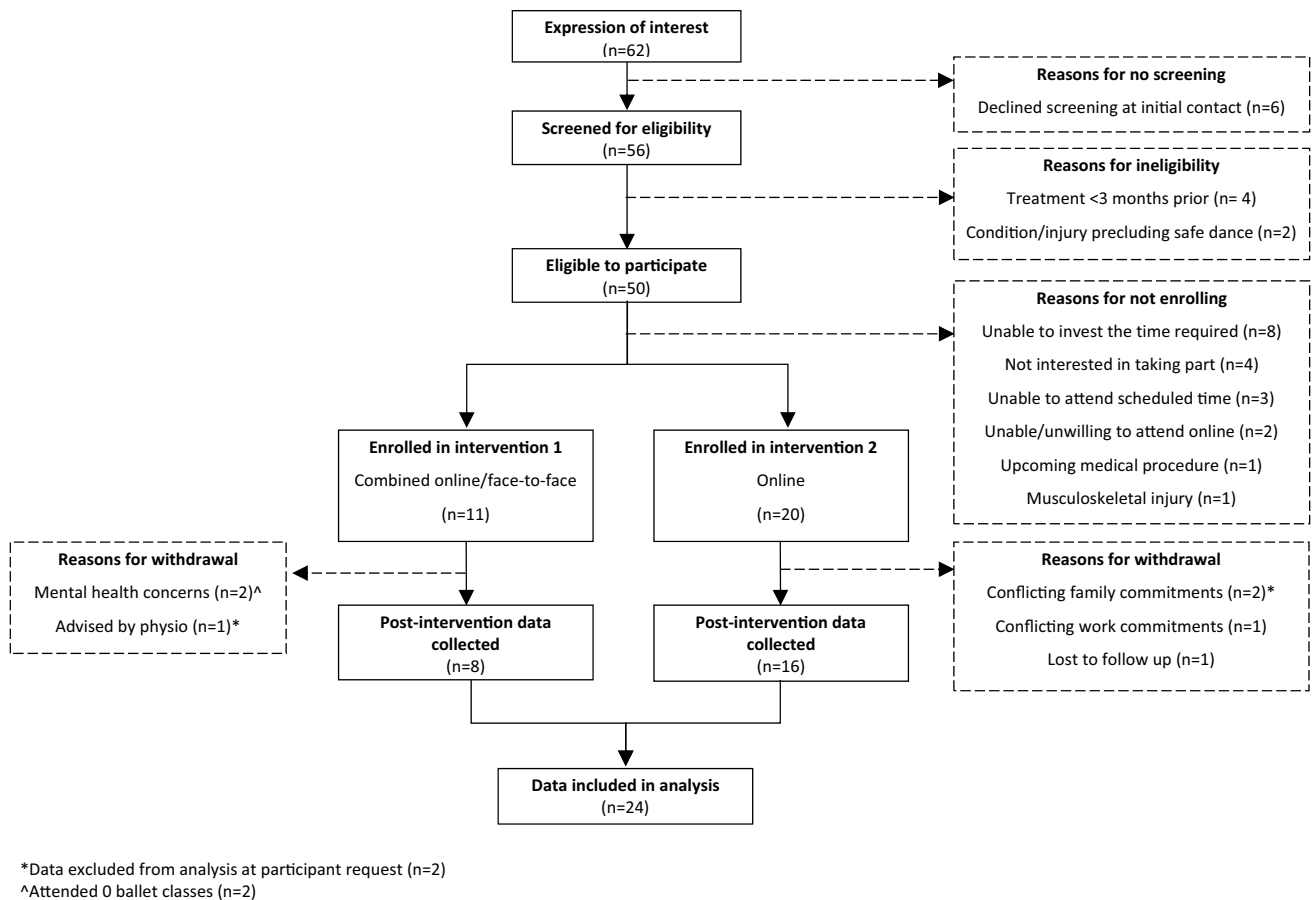 Expression of interest
(n=62)
Reasons for no screening
Declined screening at initial contact (n=6)
Screened for eligibility
(n=56)
Reasons for ineligibility
Treatment <3 months prior (n= 4)
Condition/injury precluding safe dance (n=2)
Eligible to participate
(n=50)
Reasons for not enrolling
Unable to invest the time required (n=8)
Not interested in taking part (n=4)
Unable to attend scheduled time (n=3)
Unable/unwilling to attend online (n=2)
Upcoming medical procedure (n=1)
Musculoskeletal injury (n=1)
Enrolled in intervention 1
Combined online/face-to-face
(n=11)
Enrolled in intervention 2
Online
(n=20)
Reasons for withdrawal
Mental health concerns (n=2)^
Advised by physio (n=1)*
Reasons for withdrawal
Conflicting family commitments (n=2)*
Conflicting work commitments (n=1)
Lost to follow up (n=1)
Post-intervention data
collected
(n=8)
Post-intervention data
collected
(n=16)
Data included in analysis
(n=24)
*Data excluded from analysis at participant request (n=2)
^Attended 0 ballet classes (n=2)